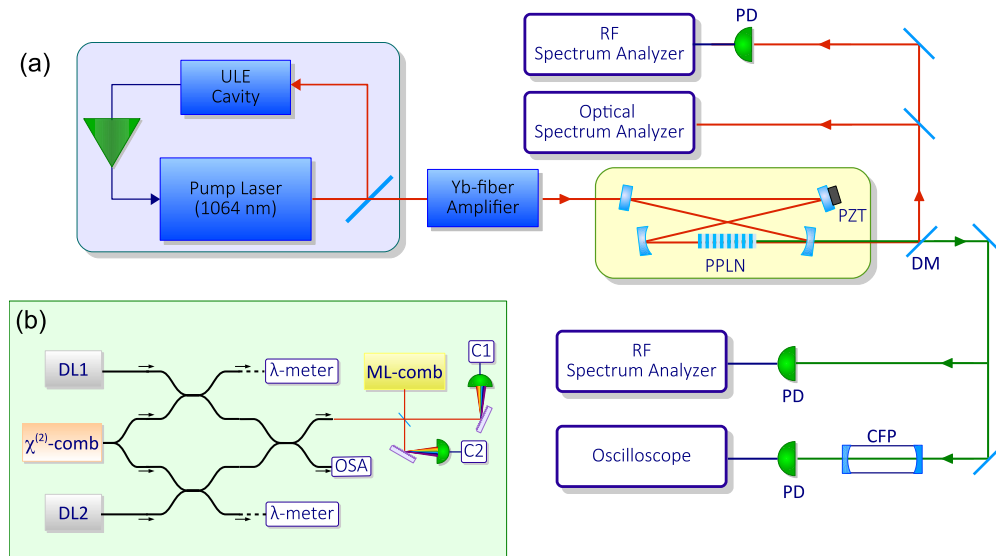 (a)
ULE
Cavity
Pump Laser
(1064 nm)
Yb-fiber
Amplifier
RF
Spectrum Analyzer
PD
Optical
Spectrum Analyzer
PZT
PPLN
DM
RF
Spectrum Analyzer
PD
Oscilloscope
PD
CFP
(b)
DL1
λ-meter
ML-comb
C1
χ⁽²⁾-comb
C2
OSA
DL2
λ-meter